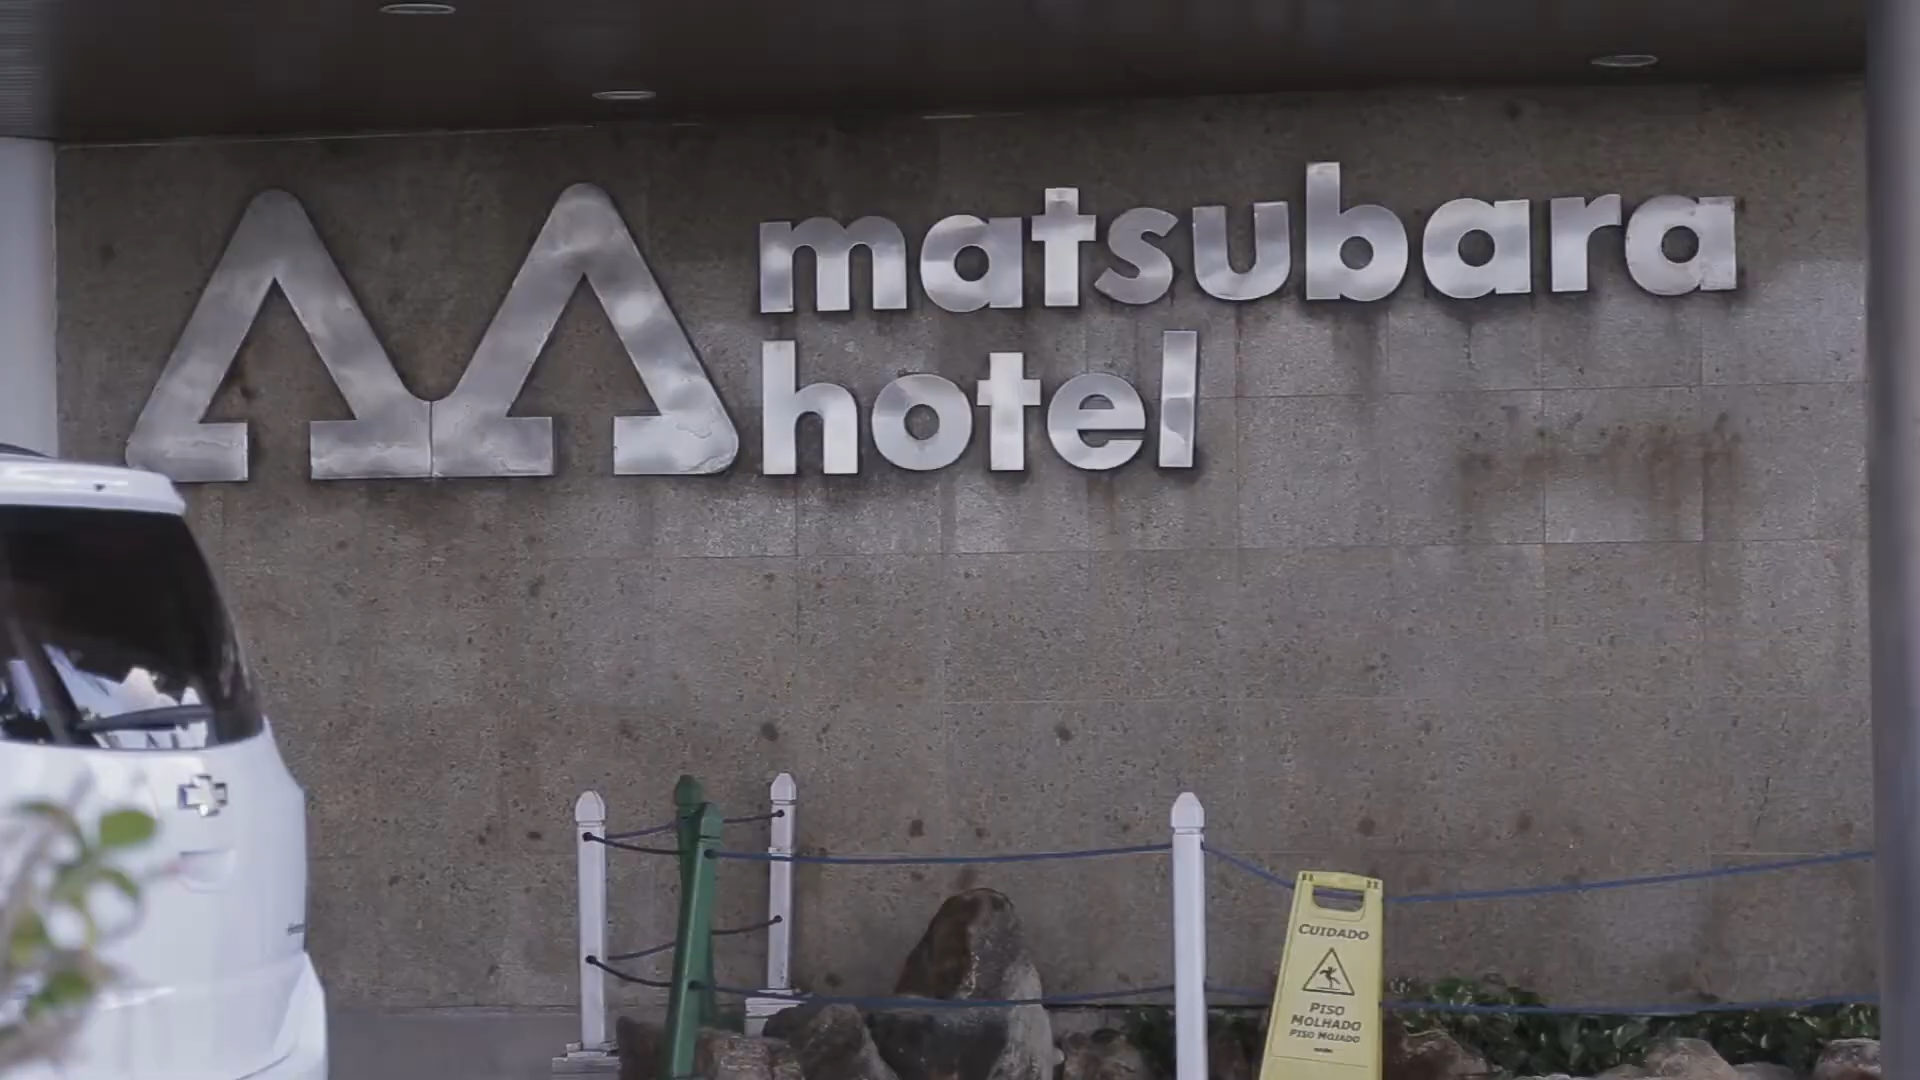 matsubara
hotel
CUIDADO
PISO
MOLHADO
PISO MOJADO